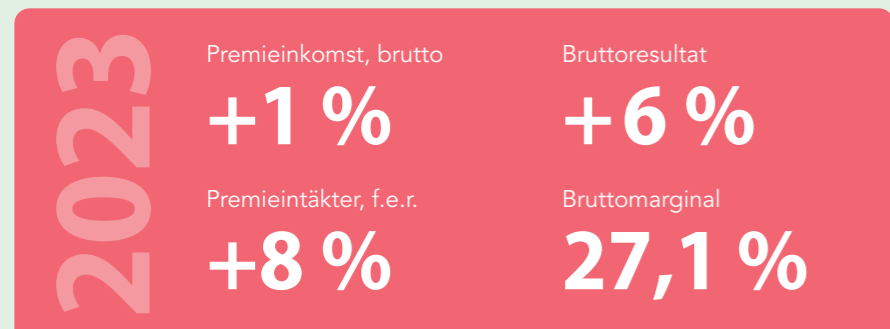 2023
Premieinkomst, brutto
+1 %
Bruttoresultat
+6 %
Premieintäkter, f.e.r.
+8 %
Bruttomarginal
27,1 %